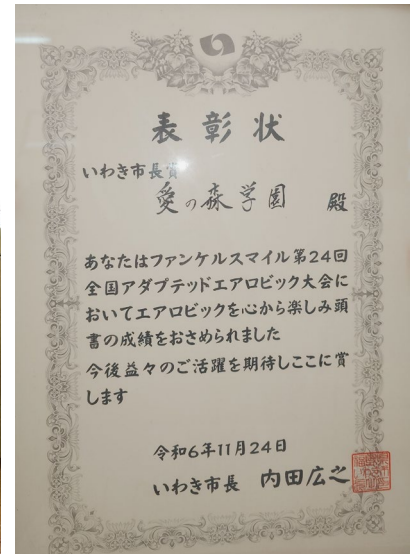 表彰状
いわき市長賞
愛の森学園 殿
あなたはファンケルスマイル第24回
全国アダプテッドエアロビック大会に
おいてエアロビックを心から楽しみ頭
書の成績をおさめられました
今後益々のご活躍を期待しここに賞
します
令和6年11月24日
いわき市長 内田広之